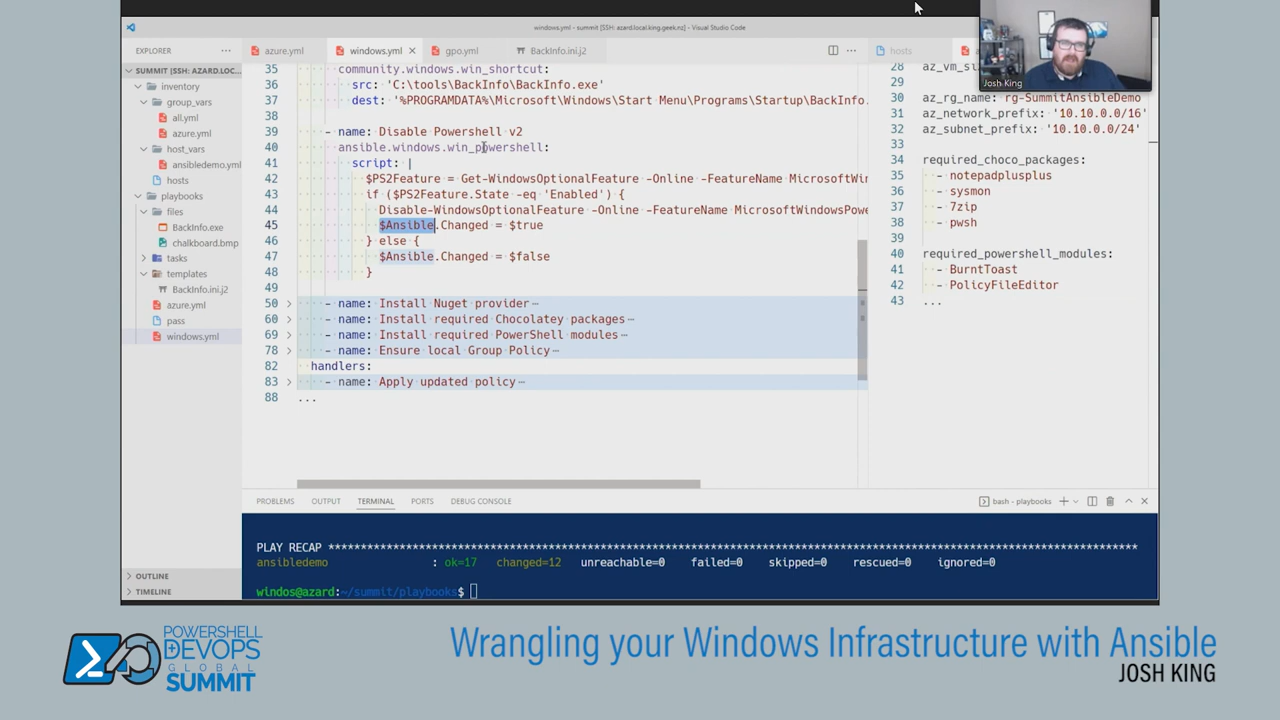 windows.yml - summit [SSH: azard.local.king.geek.nz] - Visual Studio Code
EXPLORER
SUMMIT [SSH: AZARD.LOC...
inventory
group_vars
all.yml
azure.yml
host_vars
ansibledemo.yml
hosts
playbooks
files
BackInfo.exe
chalkboard.bmp
tasks
templates
BackInfo.ini.j2
azure.yml
pass
windows.yml
OUTLINE
TIMELINE
azure.yml
windows.yml
gpo.yml
BackInfo.ini.j2
hosts
35 community.windows.win_shortcut:
36 src: 'C:\tools\BackInfo\BackInfo.exe'
37 dest: '%PROGRAMDATA%\Microsoft\Windows\Start Menu\Programs\Startup\BackInfo.
38
39 - name: Disable Powershell v2
40 ansible.windows.win_powershell:
41 script: |
42 $PS2Feature = Get-WindowsOptionalFeature -Online -FeatureName MicrosoftWin
43 if ($PS2Feature.State -eq 'Enabled') {
44 Disable-WindowsOptionalFeature -Online -FeatureName MicrosoftWindowsPowe
45 $Ansible.Changed = $true
46 } else {
47 $Ansible.Changed = $false
48 }
49
50 - name: Install Nuget provider
60 - name: Install required Chocolatey packages
69 - name: Install required PowerShell modules
78 - name: Ensure local Group Policy
82 handlers:
83 - name: Apply updated policy
88 ...
28 az_vm_si
29
30 az_rg_name: rg-SummitAnsibleDemo
31 az_network_prefix: '10.10.0.0/16'
32 az_subnet_prefix: '10.10.0.0/24'
33
34 required_choco_packages:
35 - notepadplusplus
36 - sysmon
37 - 7zip
38 - pwsh
39
40 required_powershell_modules:
41 - BurntToast
42 - PolicyFileEditor
43 ...
Josh King
PROBLEMS OUTPUT TERMINAL PORTS DEBUG CONSOLE
bash - playbooks
PLAY RECAP *****************************************************************
ansibledemo : ok=17 changed=12 unreachable=0 failed=0 skipped=0 rescued=0 ignored=0
windos@azard:~/summit/playbooks$
POWERSHELL
+DEVOPS
GLOBAL
SUMMIT
Wrangling your Windows Infrastructure with Ansible
JOSH KING